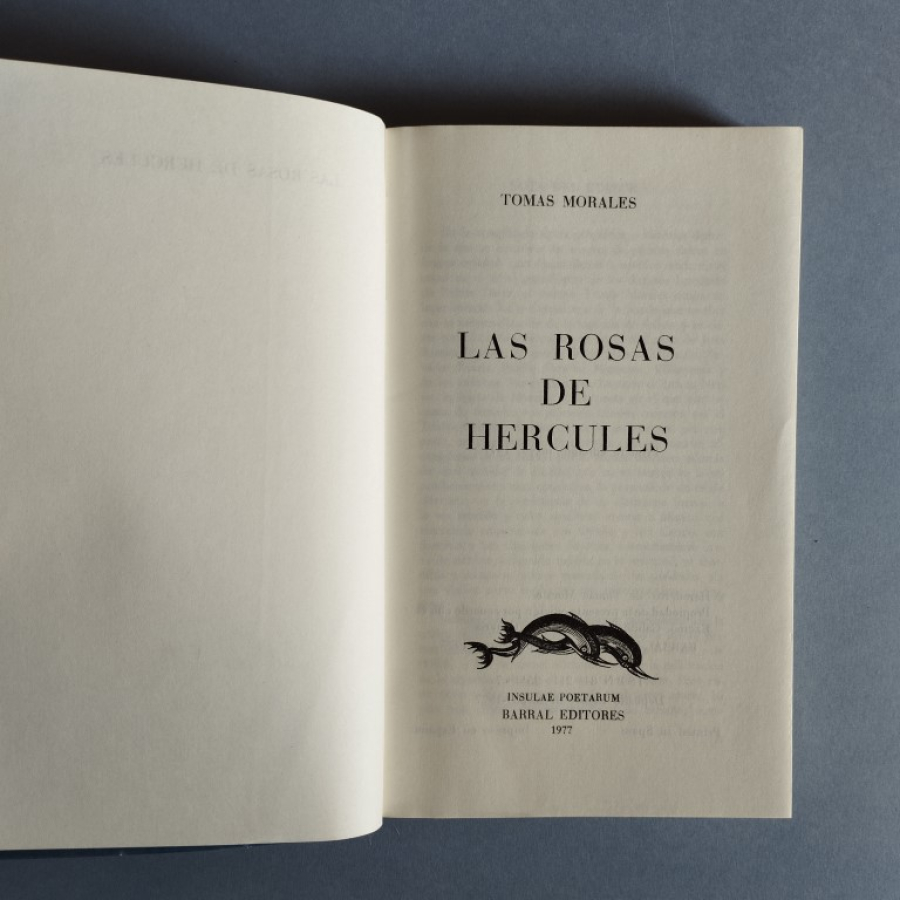 TOMAS MORALES
LAS ROSAS
DE
HERCULES
INSULAE POETARUM
BARRAL EDITORES
1977